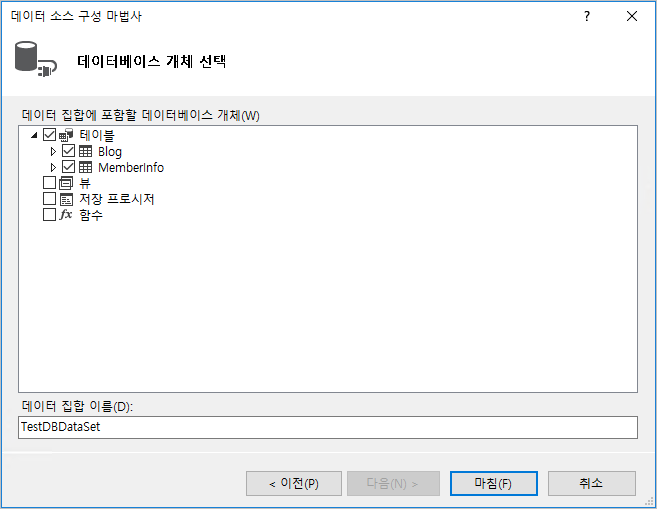 데이터 소스 구성 마법사
?
데이터베이스 개체 선택
데이터 집합에 포함할 데이터베이스 개체(W)
테이블
Blog
MemberInfo
뷰
저장 프로시저
fx 함수
데이터 집합 이름(D):
TestDBDataSet
< 이전(P) 다음(N) > 마침(F) 취소